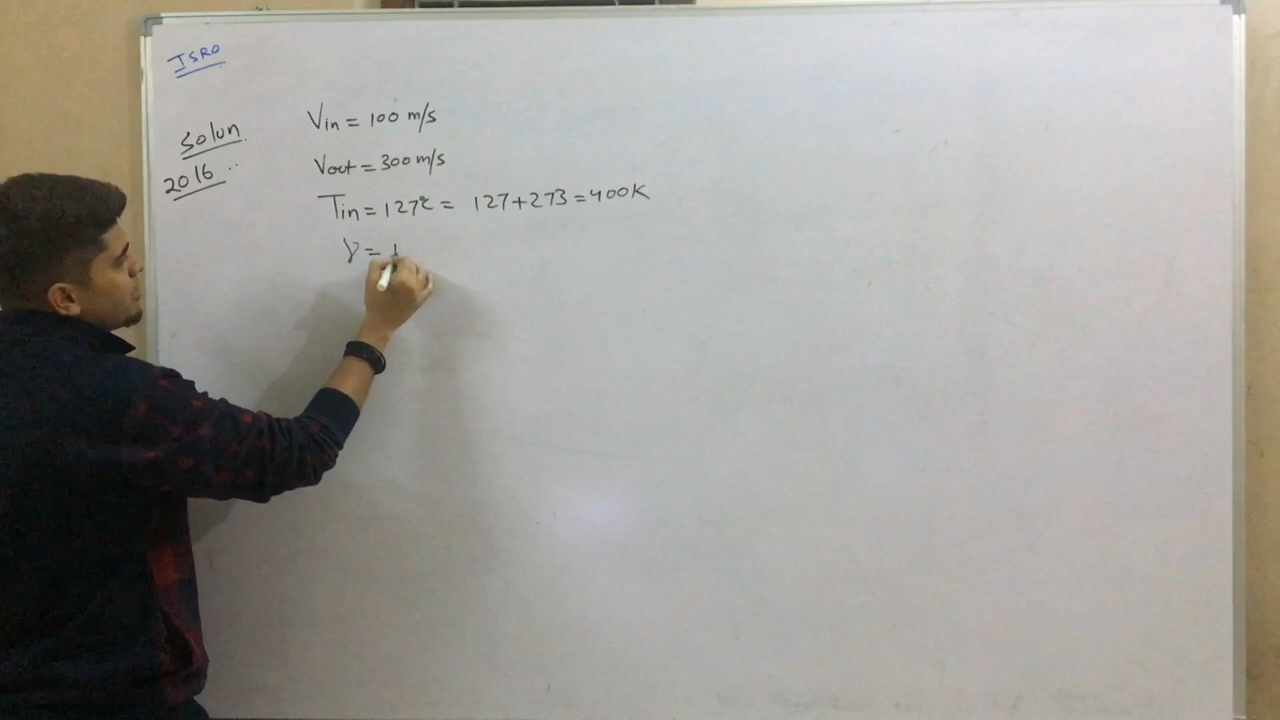 ISRO
Solun
2016
Vin = 100 m/s
Vout = 300 m/s
Tin = 127°C = 127+273 = 400K
γ = 1